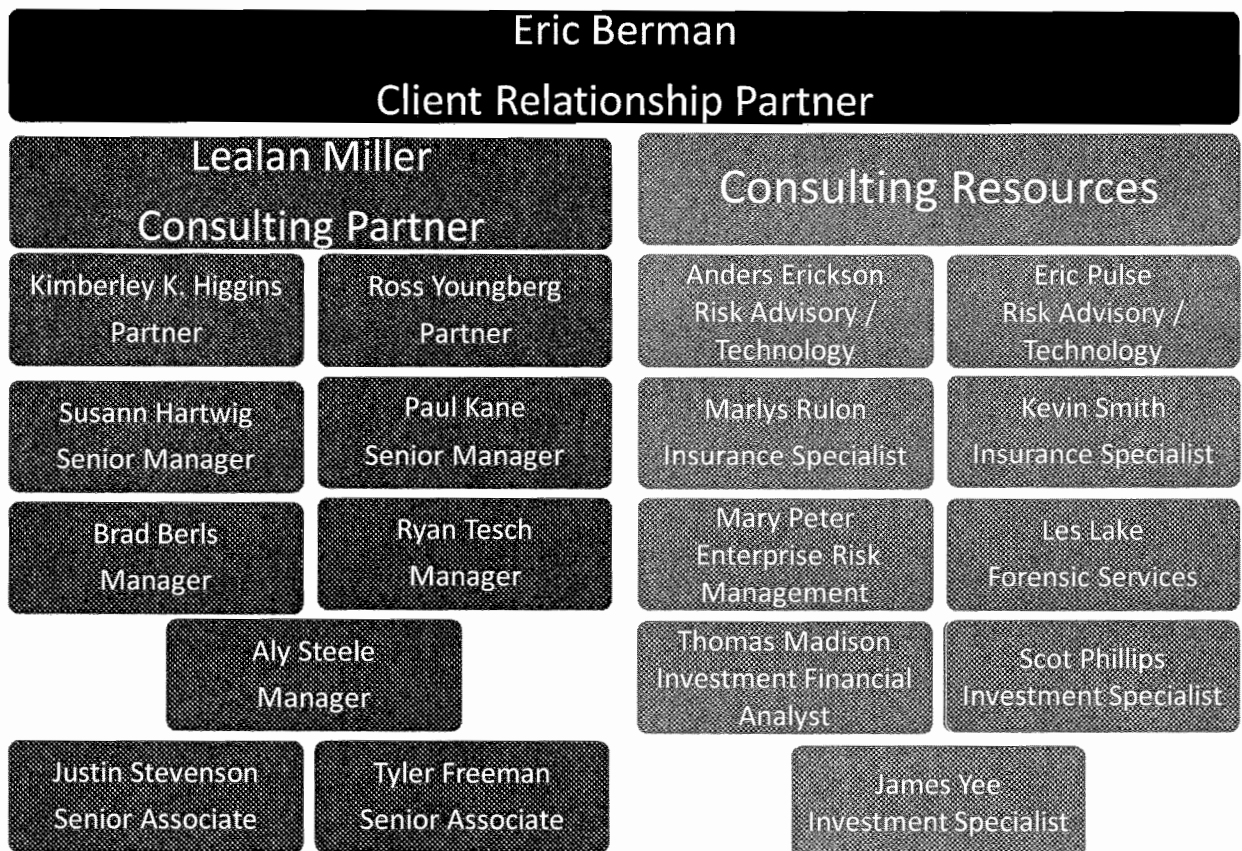 Eric Berman
Client Relationship Partner
Lealan Miller
Consulting Partner
Consulting Resources
Kimberley K. Higgins
Partner
Ross Youngberg
Partner
Anders Erickson
Risk Advisory /
Technology
Eric Pulse
Risk Advisory /
Technology
Susann Hartwig
Senior Manager
Paul Kane
Senior Manager
Marlys Rulon
Insurance Specialist
Kevin Smith
Insurance Specialist
Brad Berls
Manager
Ryan Tesch
Manager
Mary Peter
Enterprise Risk
Management
Les Lake
Forensic Services
Aly Steele
Manager
Thomas Madison
Investment Financial
Analyst
Scot Phillips
Investment Specialist
Justin Stevenson
Senior Associate
Tyler Freeman
Senior Associate
James Yee
Investment Specialist